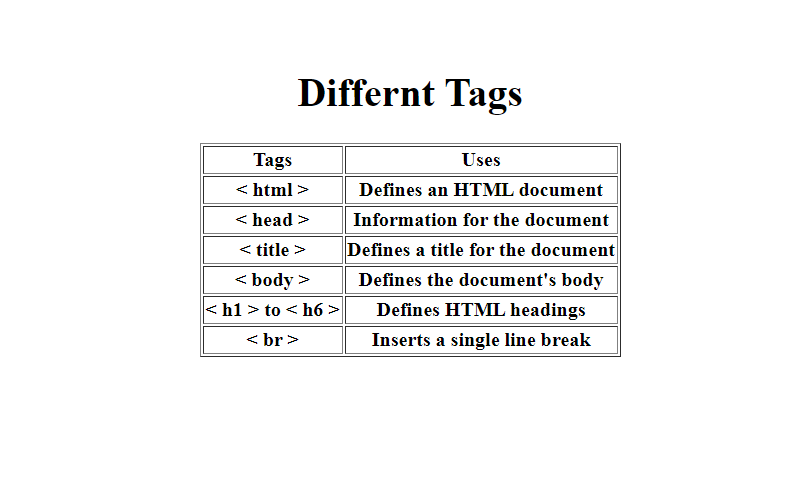 Differnt Tags
Tags Uses
< html > Defines an HTML document
< head > Information for the document
< title > Defines a title for the document
< body > Defines the document's body
< h1 > to < h6 > Defines HTML headings
< br > Inserts a single line break